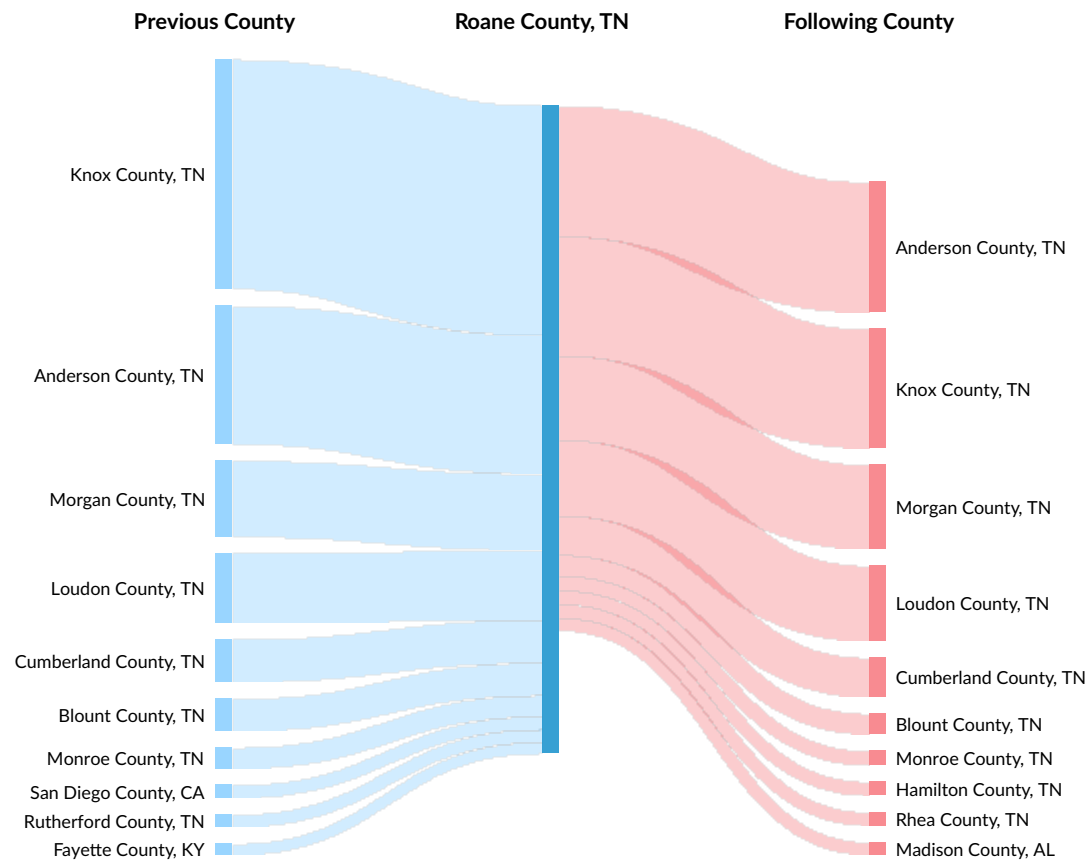 Previous County
Roane County, TN
Following County
Knox County, TN
Anderson County, TN
Morgan County, TN
Loudon County, TN
Cumberland County, TN
Blount County, TN
Monroe County, TN
San Diego County, CA
Rutherford County, TN
Fayette County, KY
Anderson County, TN
Knox County, TN
Morgan County, TN
Loudon County, TN
Cumberland County, TN
Blount County, TN
Monroe County, TN
Hamilton County, TN
Rhea County, TN
Madison County, AL